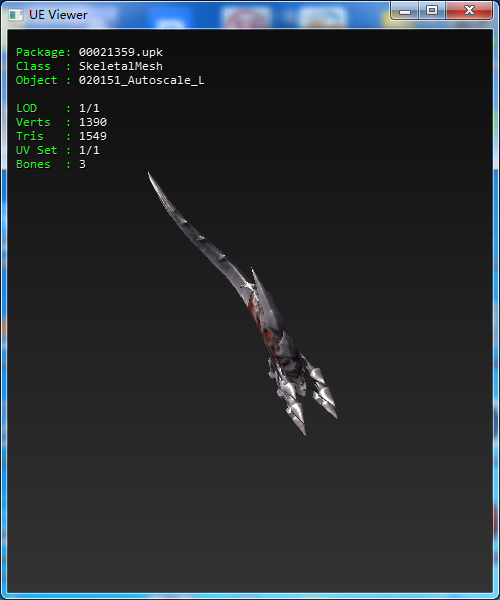 UE Viewer
Package: 00021359.upk
Class : SkeletalMesh
Object : 020151_Autoscale_L
LOD : 1/1
Verts : 1390
Tris : 1549
UV Set : 1/1
Bones : 3